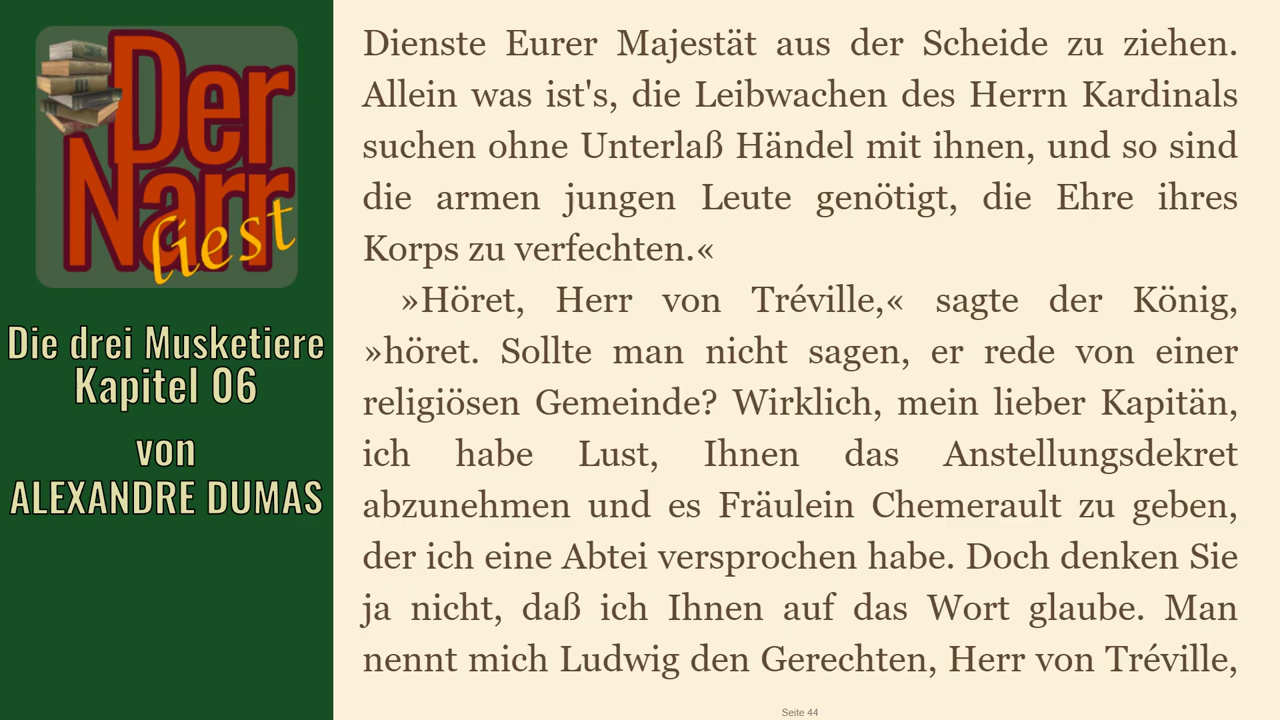 Der
Narr
liest
Die drei Musketiere
Kapitel 06
von
ALEXANDRE DUMAS
Dienste Eurer Majestät aus der Scheide zu ziehen.
Allein was ist's, die Leibwachen des Herrn Kardinals
suchen ohne Unterlaß Händel mit ihnen, und so sind
die armen jungen Leute genötigt, die Ehre ihres
Korps zu verfechten.«
»Höret, Herr von Tréville,« sagte der König,
»höret. Sollte man nicht sagen, er rede von einer
religiösen Gemeinde? Wirklich, mein lieber Kapitän,
ich habe Lust, Ihnen das Anstellungsdekret
abzunehmen und es Fräulein Chemerault zu geben,
der ich eine Abtei versprochen habe. Doch denken Sie
ja nicht, daß ich Ihnen auf das Wort glaube. Man
nennt mich Ludwig den Gerechten, Herr von Tréville,
Seite 44